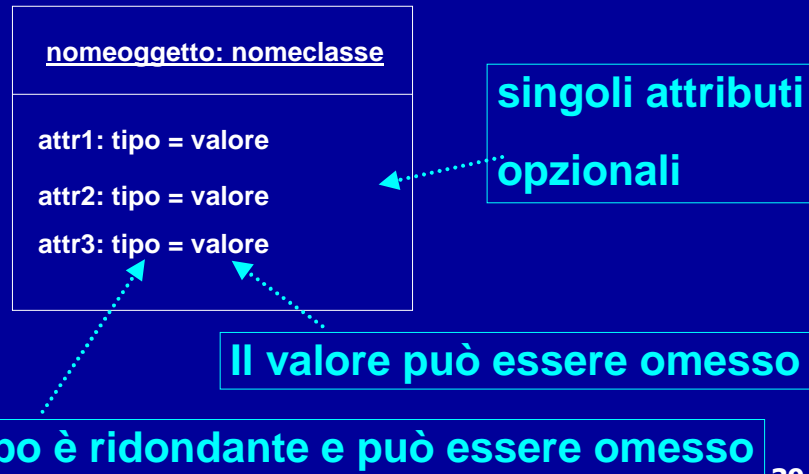 nomeoggetto: nomeclasse
attr1: tipo = valore
attr2: tipo = valore
attr3: tipo = valore
singoli attributi
opzionali
Il valore può essere omesso
è ridondante e può essere omesso